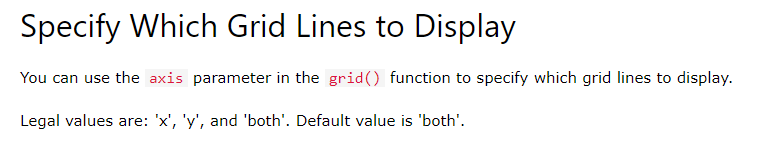 Specify Which Grid Lines to Display
You can use the axis parameter in the grid() function to specify which grid lines to display.
Legal values are: 'x', 'y', and 'both'. Default value is 'both'.